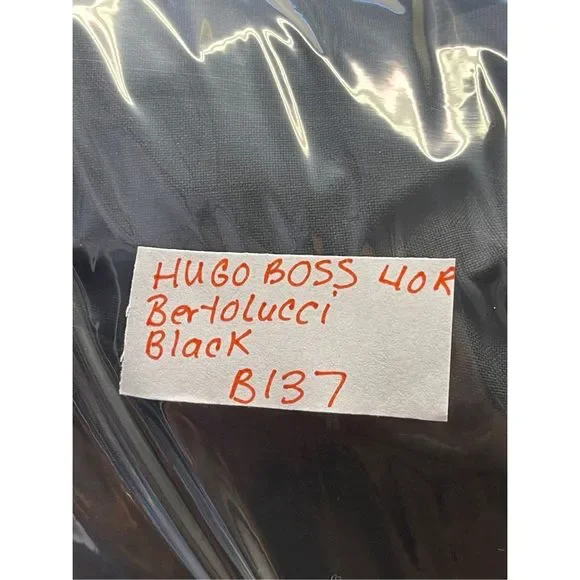 HUGO BOSS 40R
Bertolucci
Black
B137